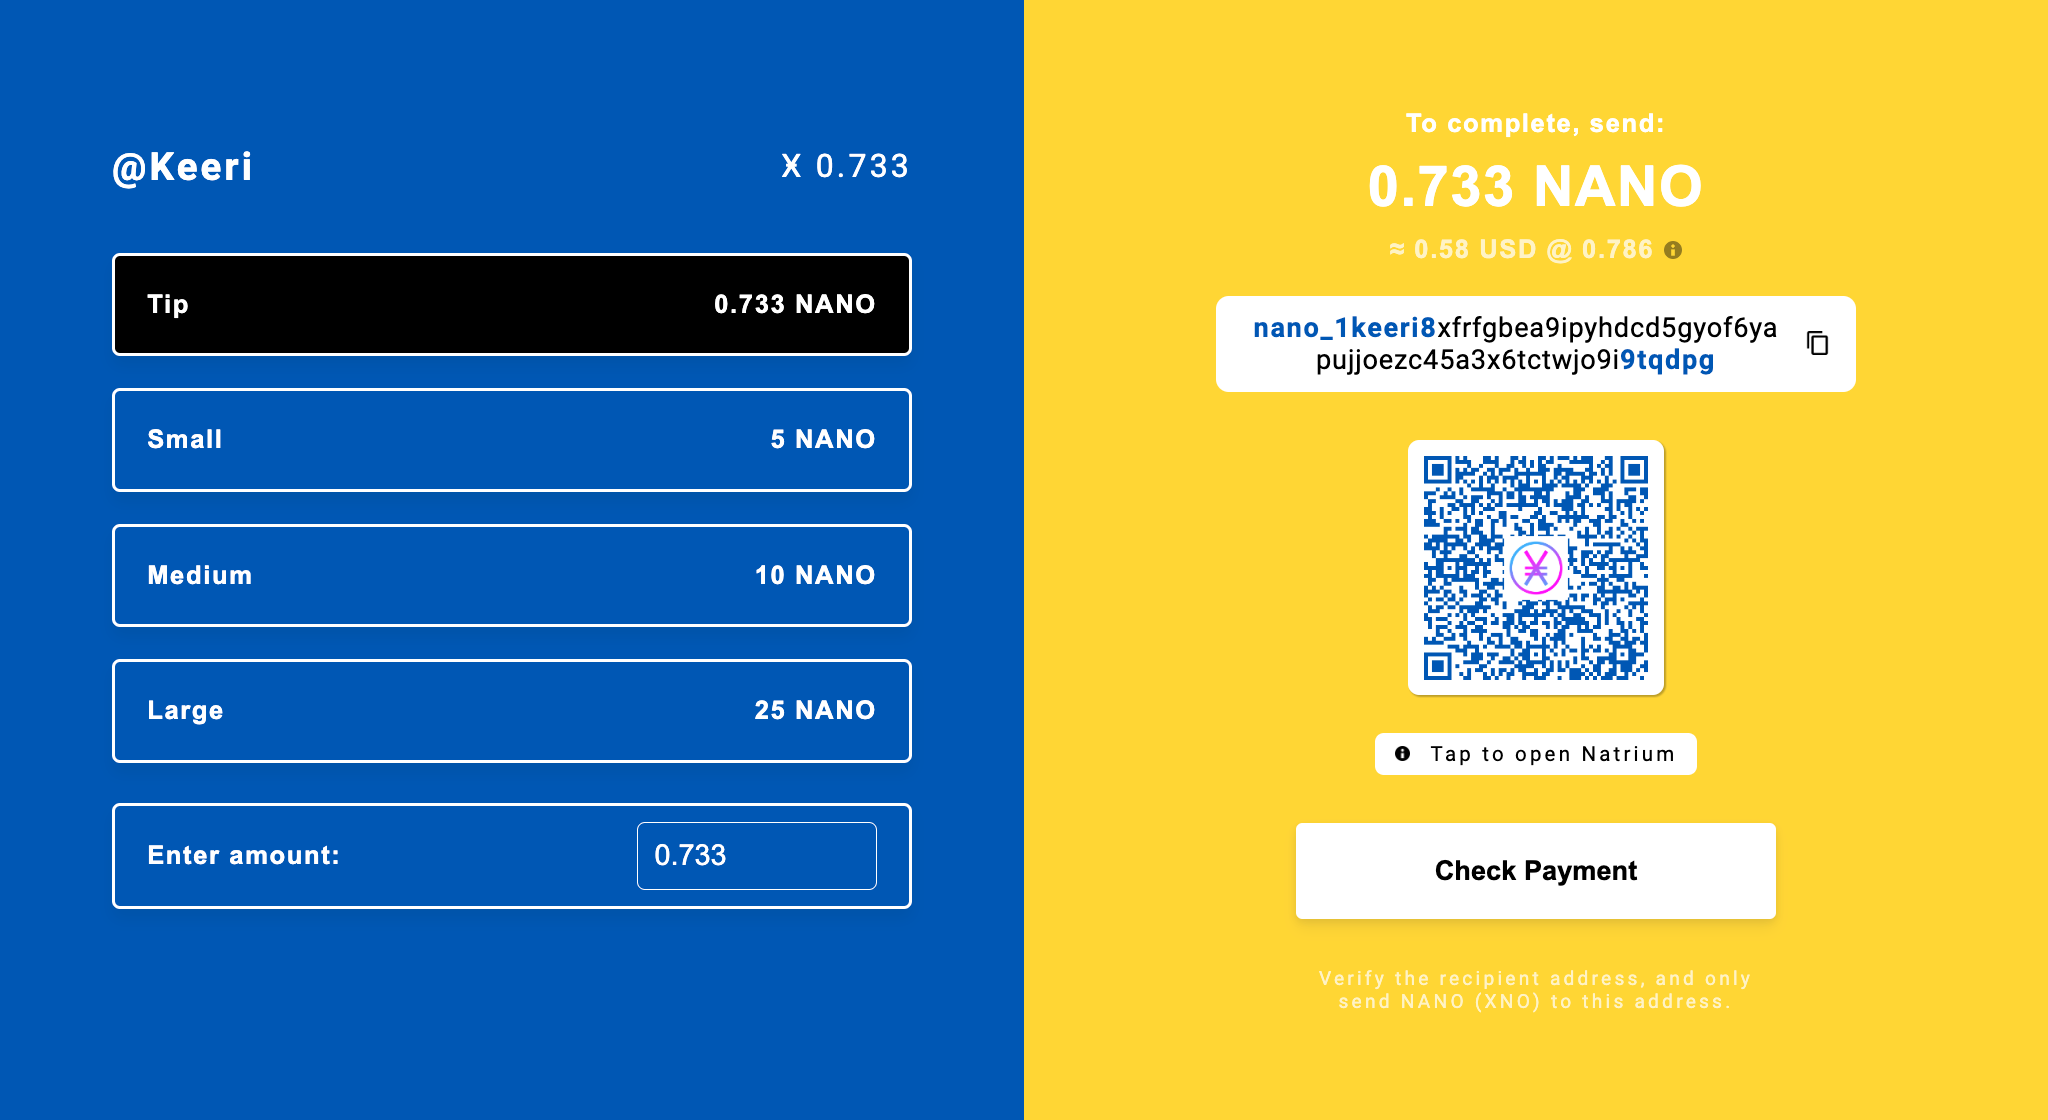 @Keeri
Ӿ 0.733
Tip 0.733 NANO
Small 5 NANO
Medium 10 NANO
Large 25 NANO
Enter amount: 0.733
To complete, send:
0.733 NANO
≈ 0.58 USD @ 0.786
nano_1keeri8xfrfgbea9ipyhdcd5gyof6ya
pujjoezc45a3x6tctwjo9i9tqdpg
Tap to open Natrium
Check Payment
Verify the recipient address, and only
send NANO (XNO) to this address.